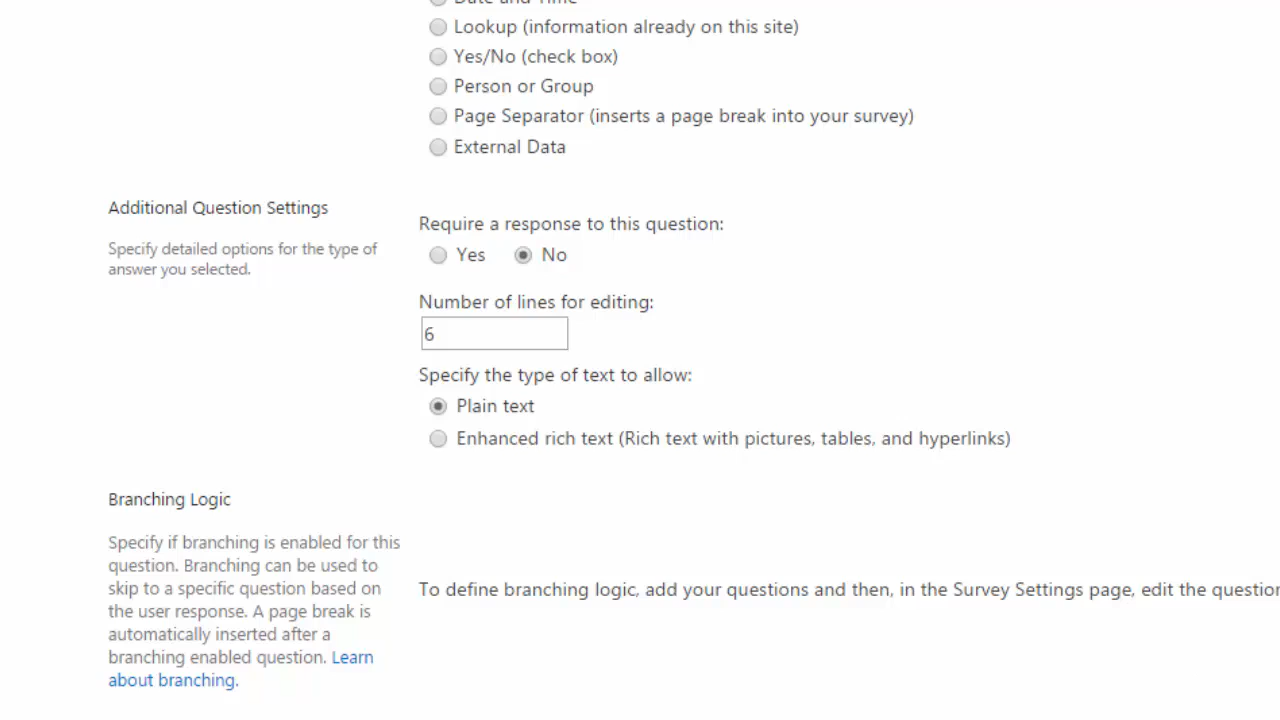 Date and Time
Lookup (information already on this site)
Yes/No (check box)
Person or Group
Page Separator (inserts a page break into your survey)
External Data
Additional Question Settings
Specify detailed options for the type of
answer you selected.
Require a response to this question:
Yes No
Number of lines for editing:
6
Specify the type of text to allow:
Plain text
Enhanced rich text (Rich text with pictures, tables, and hyperlinks)
Branching Logic
Specify if branching is enabled for this
question. Branching can be used to
skip to a specific question based on
the user response. A page break is
automatically inserted after a
branching enabled question. Learn
about branching.
To define branching logic, add your questions and then, in the Survey Settings page, edit the question